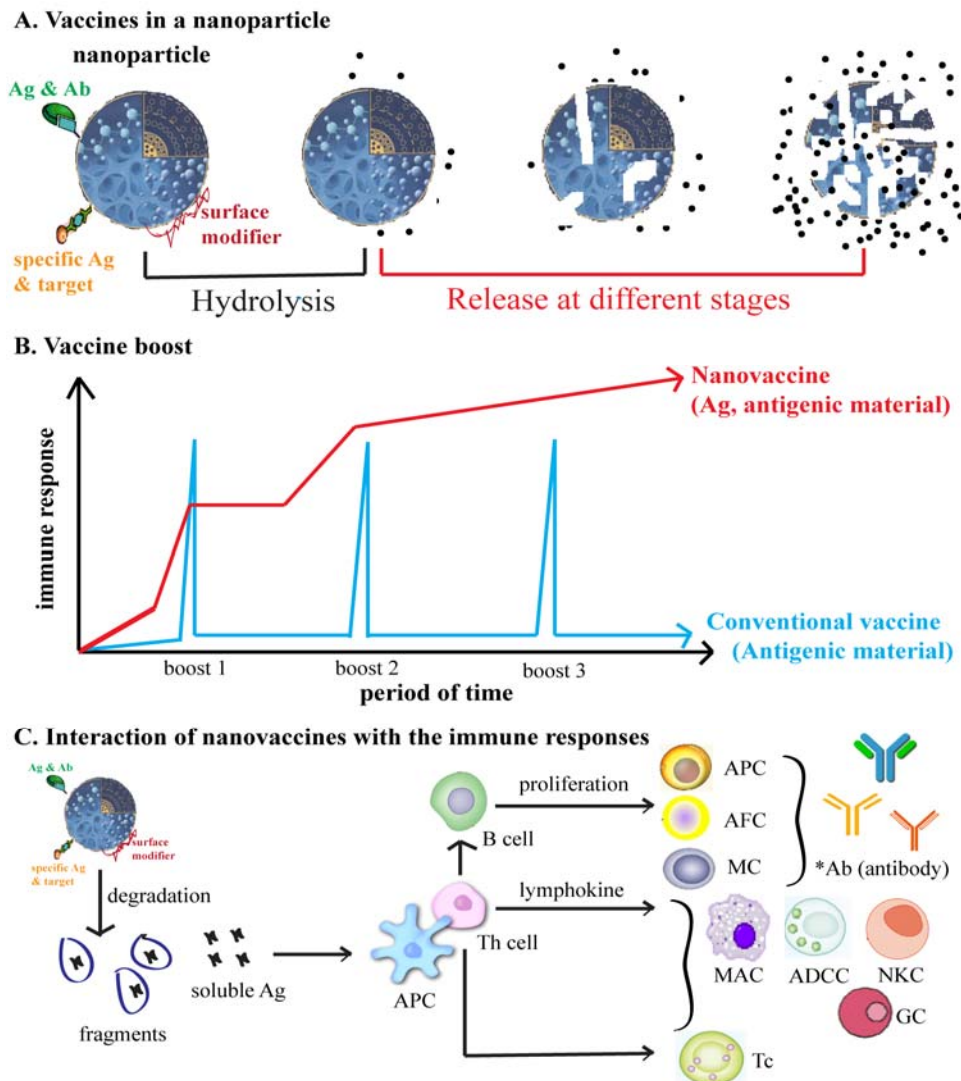 A. Vaccines in a nanoparticle
nanoparticle
Ag & Ab
surface
modifier
specific Ag
& target
Hydrolysis
Release at different stages
B. Vaccine boost
immune response
Nanovaccine
(Ag, antigenic material)
Conventional vaccine
(Antigenic material)
boost 1
boost 2
boost 3
period of time
C. Interaction of nanovaccines with the immune responses
Ag & Ab
surface
modifier
specific Ag
& target
degradation
fragments
soluble Ag
APC
Th cell
B cell
proliferation
lymphokine
APC
AFC
MC
*Ab (antibody)
MAC
ADCC
NKC
GC
Tc